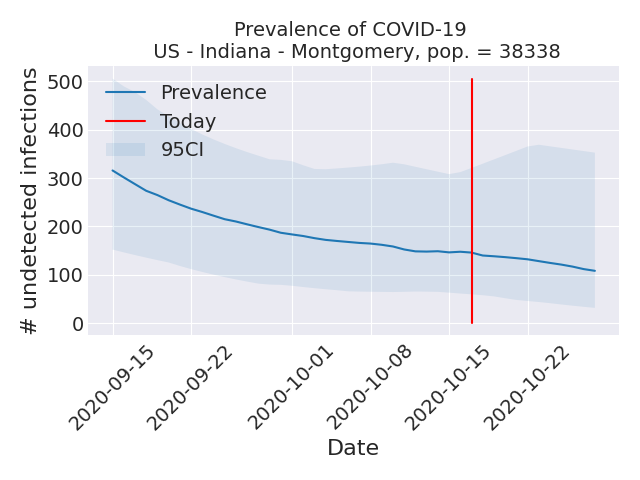 Prevalence of COVID-19
US - Indiana - Montgomery, pop. = 38338
# undetected infections
500
400
300
200
100
0
Prevalence
Today
95CI
2020-09-15
2020-09-22
2020-10-01
2020-10-08
2020-10-15
2020-10-22
Date